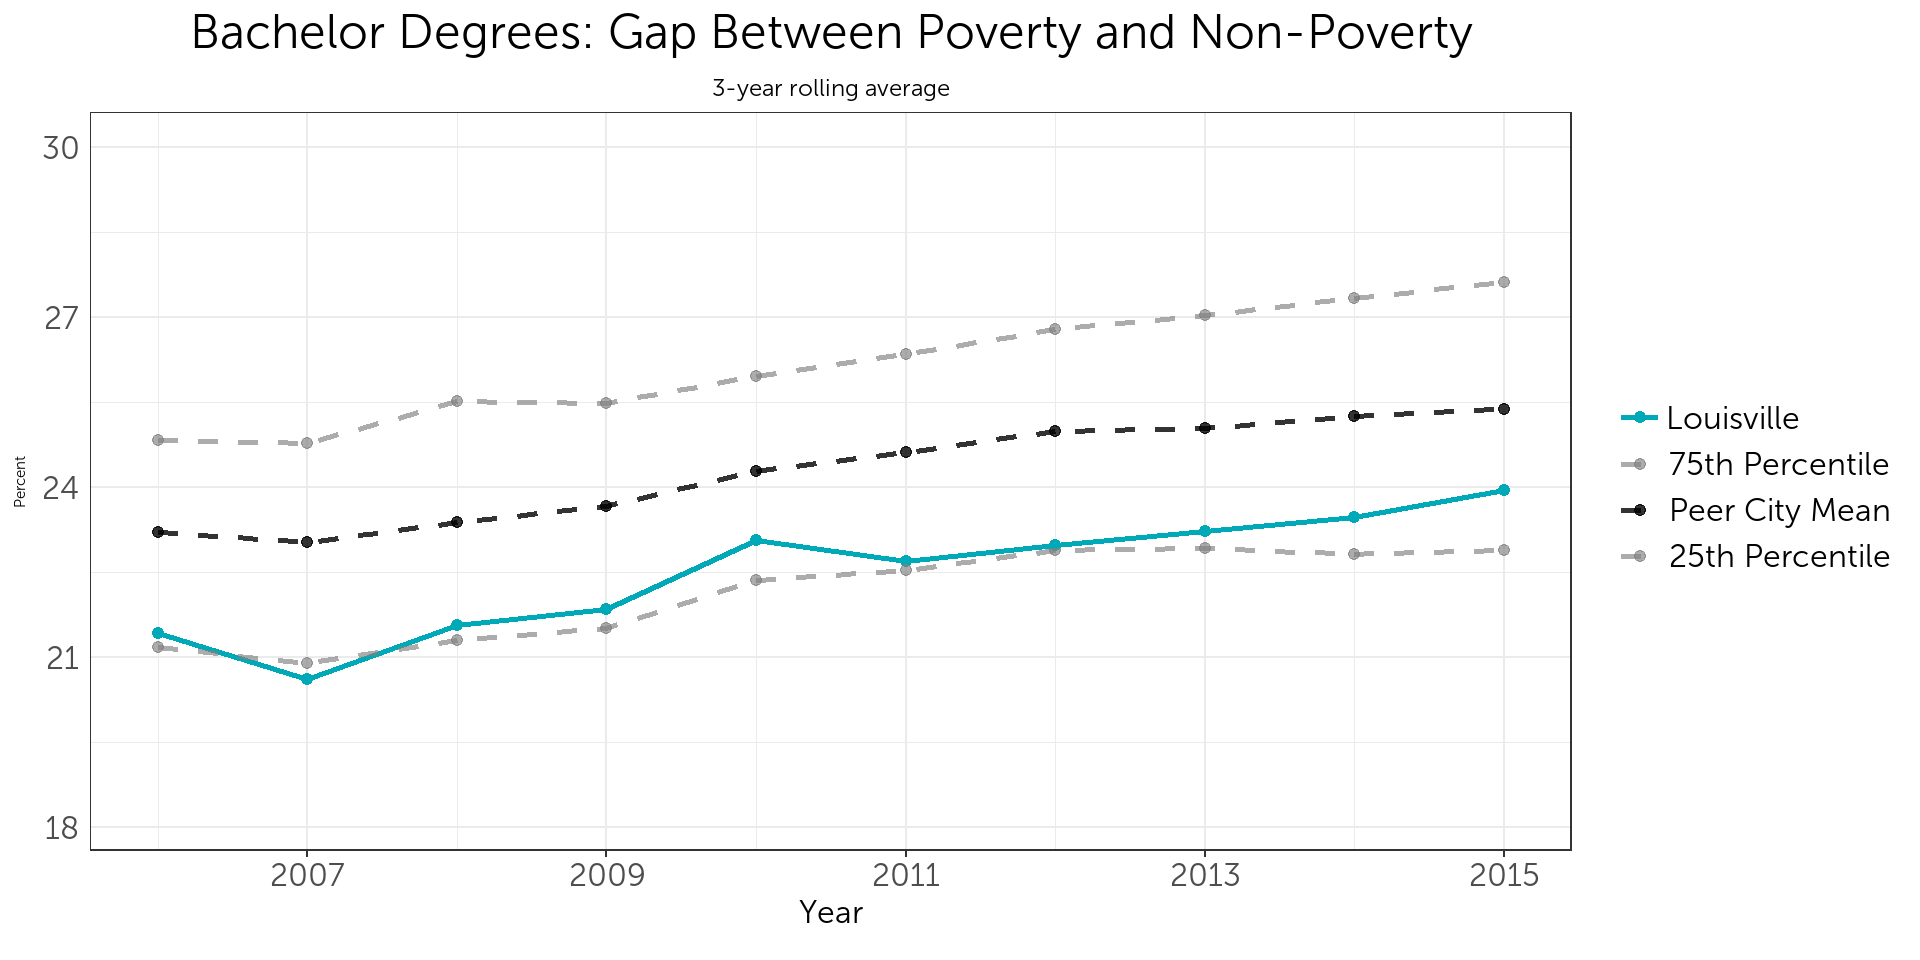 Bachelor Degrees: Gap Between Poverty and Non-Poverty
3-year rolling average
Percent
30
27
24
21
18
2007 2009 2011 2013 2015
Year
Louisville
75th Percentile
Peer City Mean
25th Percentile